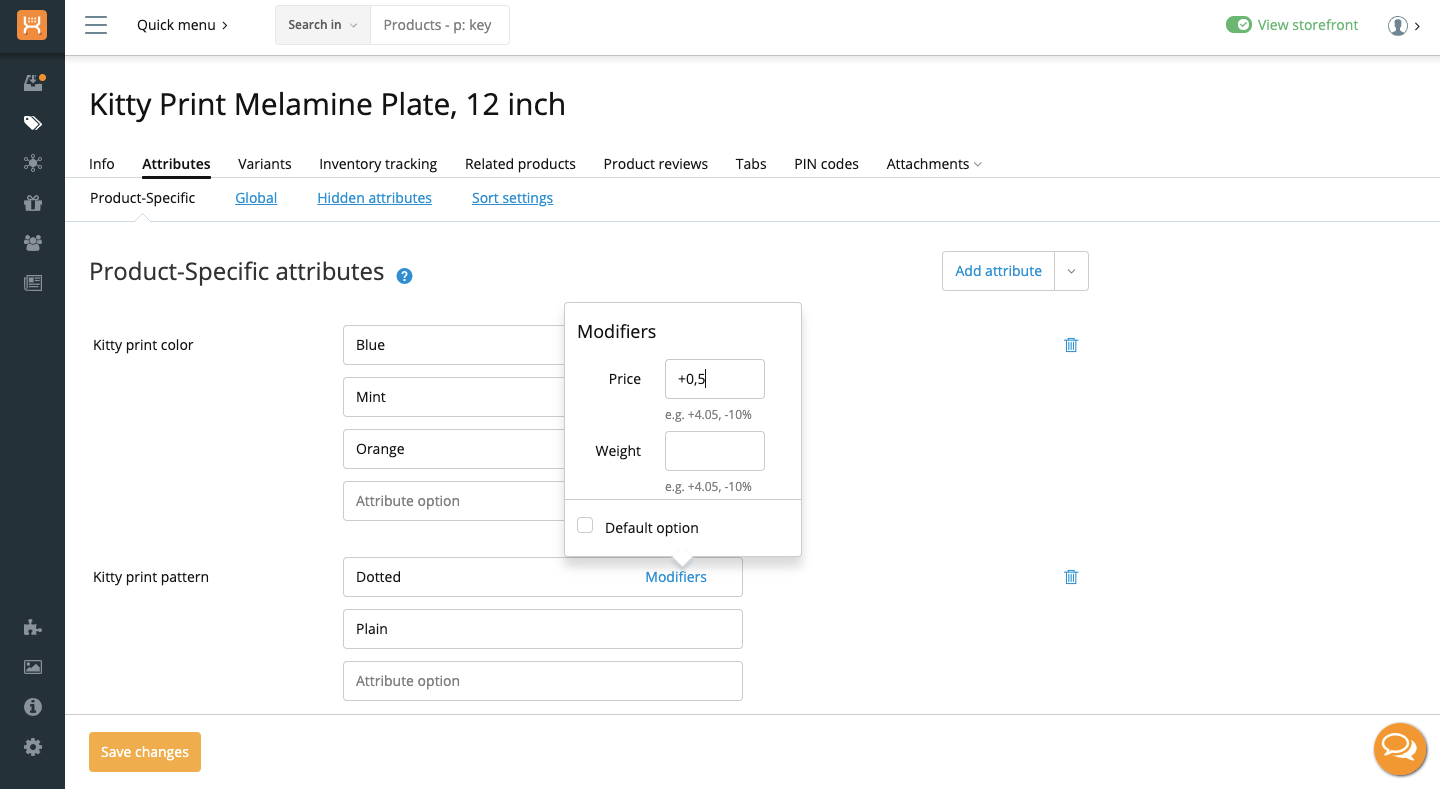 Quick menu
Search in
Products - p: key
View storefront
Kitty Print Melamine Plate, 12 inch
Info
Attributes
Variants
Inventory tracking
Related products
Product reviews
Tabs
PIN codes
Attachments
Product-Specific
Global
Hidden attributes
Sort settings
Product-Specific attributes
?
Add attribute
Modifiers
Price
+0,5
e.g. +4.05, -10%
Weight
e.g. +4.05, -10%
Default option
Kitty print color
Blue
Mint
Orange
Attribute option
Kitty print pattern
Dotted
Modifiers
Plain
Attribute option
Save changes